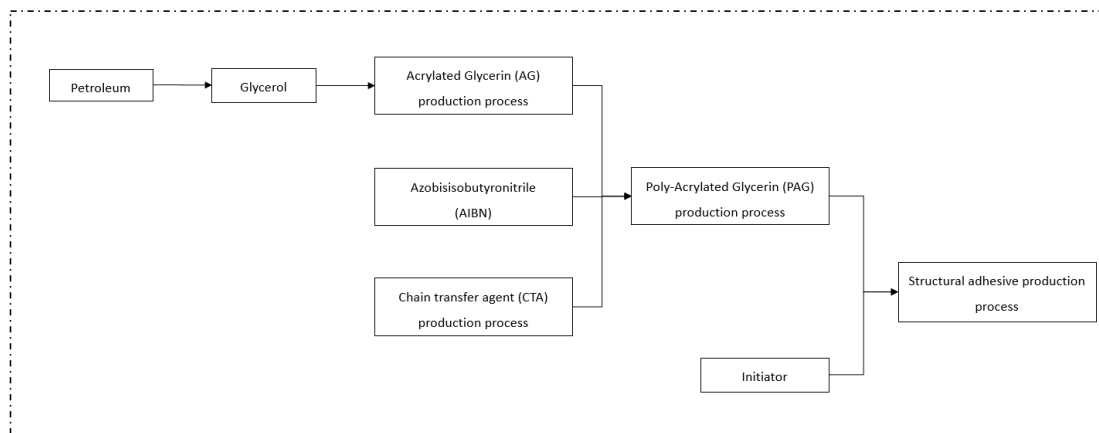 Petroleum
Glycerol
Acrylated Glycerin (AG)
production process
Azobisisobutyronitrile
(AIBN)
Chain transfer agent (CTA)
production process
Poly-Acrylated Glycerin (PAG)
production process
Initiator
Structural adhesive production
process